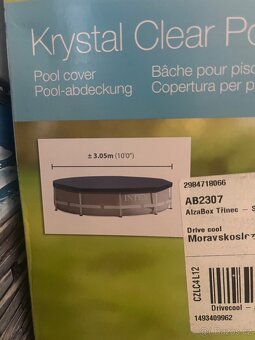 Krystal Clear Po
Pool cover
Pool-abdeckung
Bâche pour pisc
Copertura per p
± 3.05m (10'0")
INTEX
2984718066
AB2307
AlzaBox Třinec – S
Drive cool
Moravskoslez
CZLC4L12
Drivecool -
1493409962